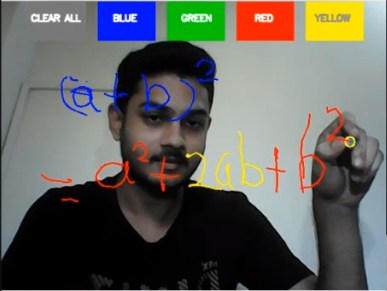 CLEAR ALL BLUE GREEN RED YELLOW
(a+b)²
= a²+2ab+b²